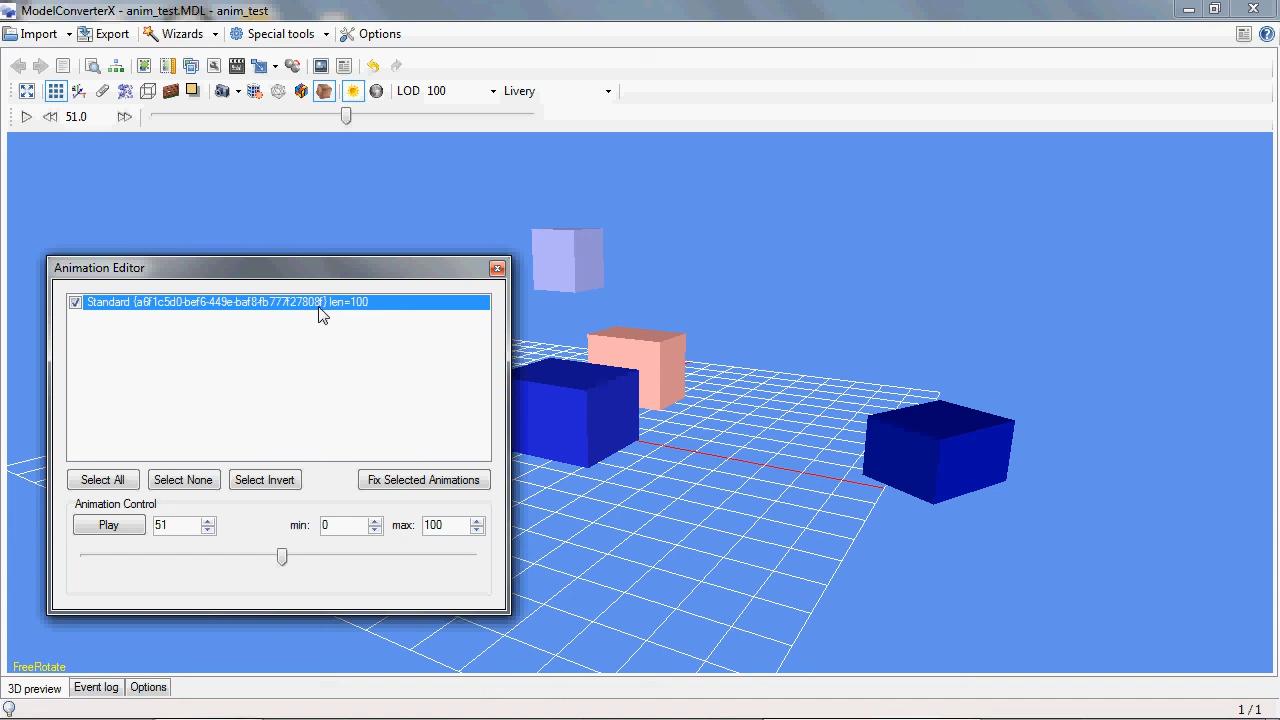 ModelConverterX - anim_test.MDL - anim_test
Import Export Wizards Special tools Options
LOD 100 Livery
51.0
Animation Editor
Standard {a6f1c5d0-bef6-449e-baf8-fb777f27808f} len=100
Select All Select None Select Invert Fix Selected Animations
Animation Control
Play 51 min: 0 max: 100
FreeRotate
3D preview Event log Options
1 / 1